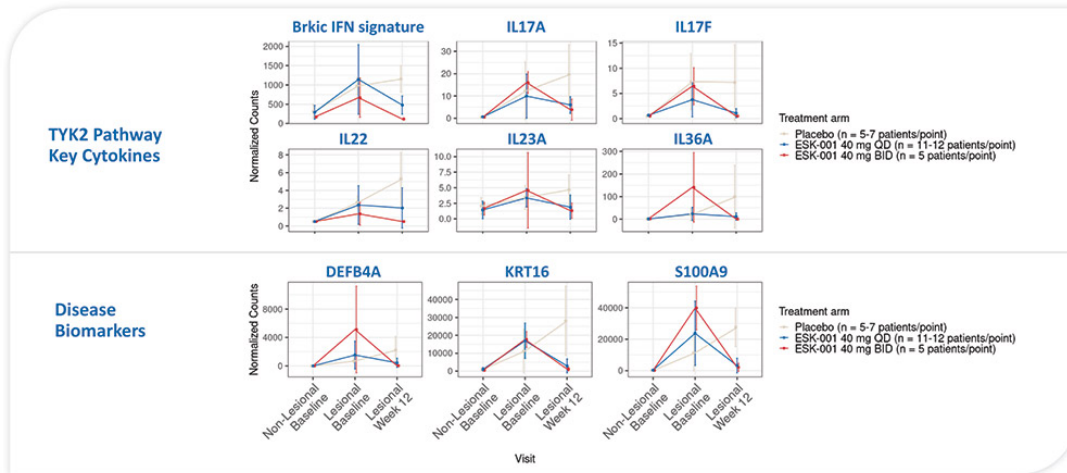 Brkic IFN signature
IL17A
IL17F
2000
1500
1000
500
0
30
20
10
0
15
10
5
0
TYK2 Pathway
Key Cytokines
Normalized Counts
IL22
IL23A
IL36A
8
6
4
2
0
10.0
7.5
5.0
2.5
0.0
300
200
100
0
Treatment arm
Placebo (n = 5-7 patients/point)
ESK-001 40 mg QD (n = 11-12 patients/point)
ESK-001 40 mg BID (n = 5 patients/point)
Disease
Biomarkers
Normalized Counts
DEFB4A
KRT16
S100A9
8000
4000
0
40000
30000
20000
10000
0
40000
20000
0
Treatment arm
Placebo (n = 5-7 patients/point)
ESK-001 40 mg QD (n = 11-12 patients/point)
ESK-001 40 mg BID (n = 5 patients/point)
Non-Lesional
Baseline
Lesional
Baseline
Lesional
Week 12
Non-Lesional
Baseline
Lesional
Baseline
Lesional
Week 12
Non-Lesional
Baseline
Lesional
Baseline
Lesional
Week 12
Visit